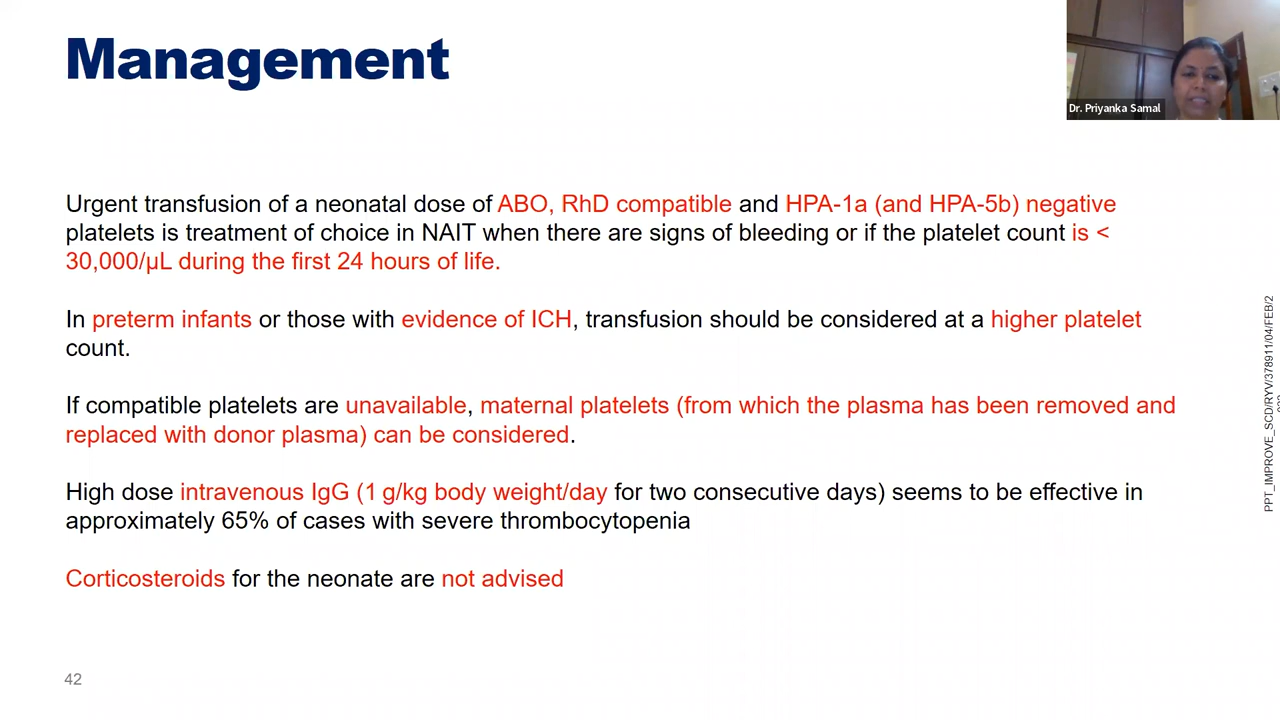 Management
Dr. Priyanka Samal
Urgent transfusion of a neonatal dose of ABO, RhD compatible and HPA-1a (and HPA-5b) negative
platelets is treatment of choice in NAIT when there are signs of bleeding or if the platelet count is <
30,000/µL during the first 24 hours of life.
In preterm infants or those with evidence of ICH, transfusion should be considered at a higher platelet
count.
If compatible platelets are unavailable, maternal platelets (from which the plasma has been removed and
replaced with donor plasma) can be considered.
High dose intravenous IgG (1 g/kg body weight/day for two consecutive days) seems to be effective in
approximately 65% of cases with severe thrombocytopenia
Corticosteroids for the neonate are not advised
42
PPT_IMPROVE_SCD/RYV/378911/04/FEB/2